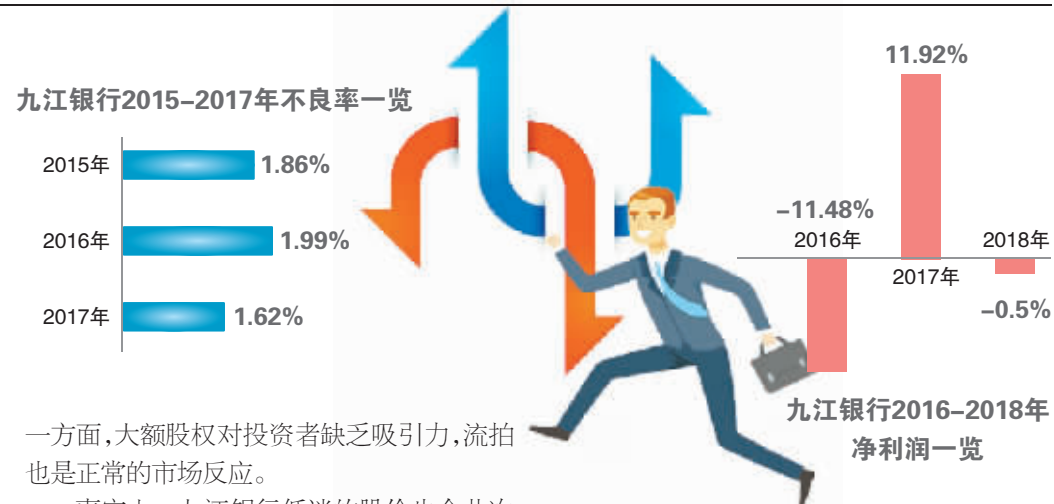 九江银行2015-2017年不良率一览
2015年 1.86%
2016年 1.99%
2017年 1.62%
11.92%
-11.48%
2016年
2017年
2018年
-0.5%
九江银行2016-2018年
净利润一览
一方面,大额股权对投资者缺乏吸引力,流拍
也是正常的市场反应。